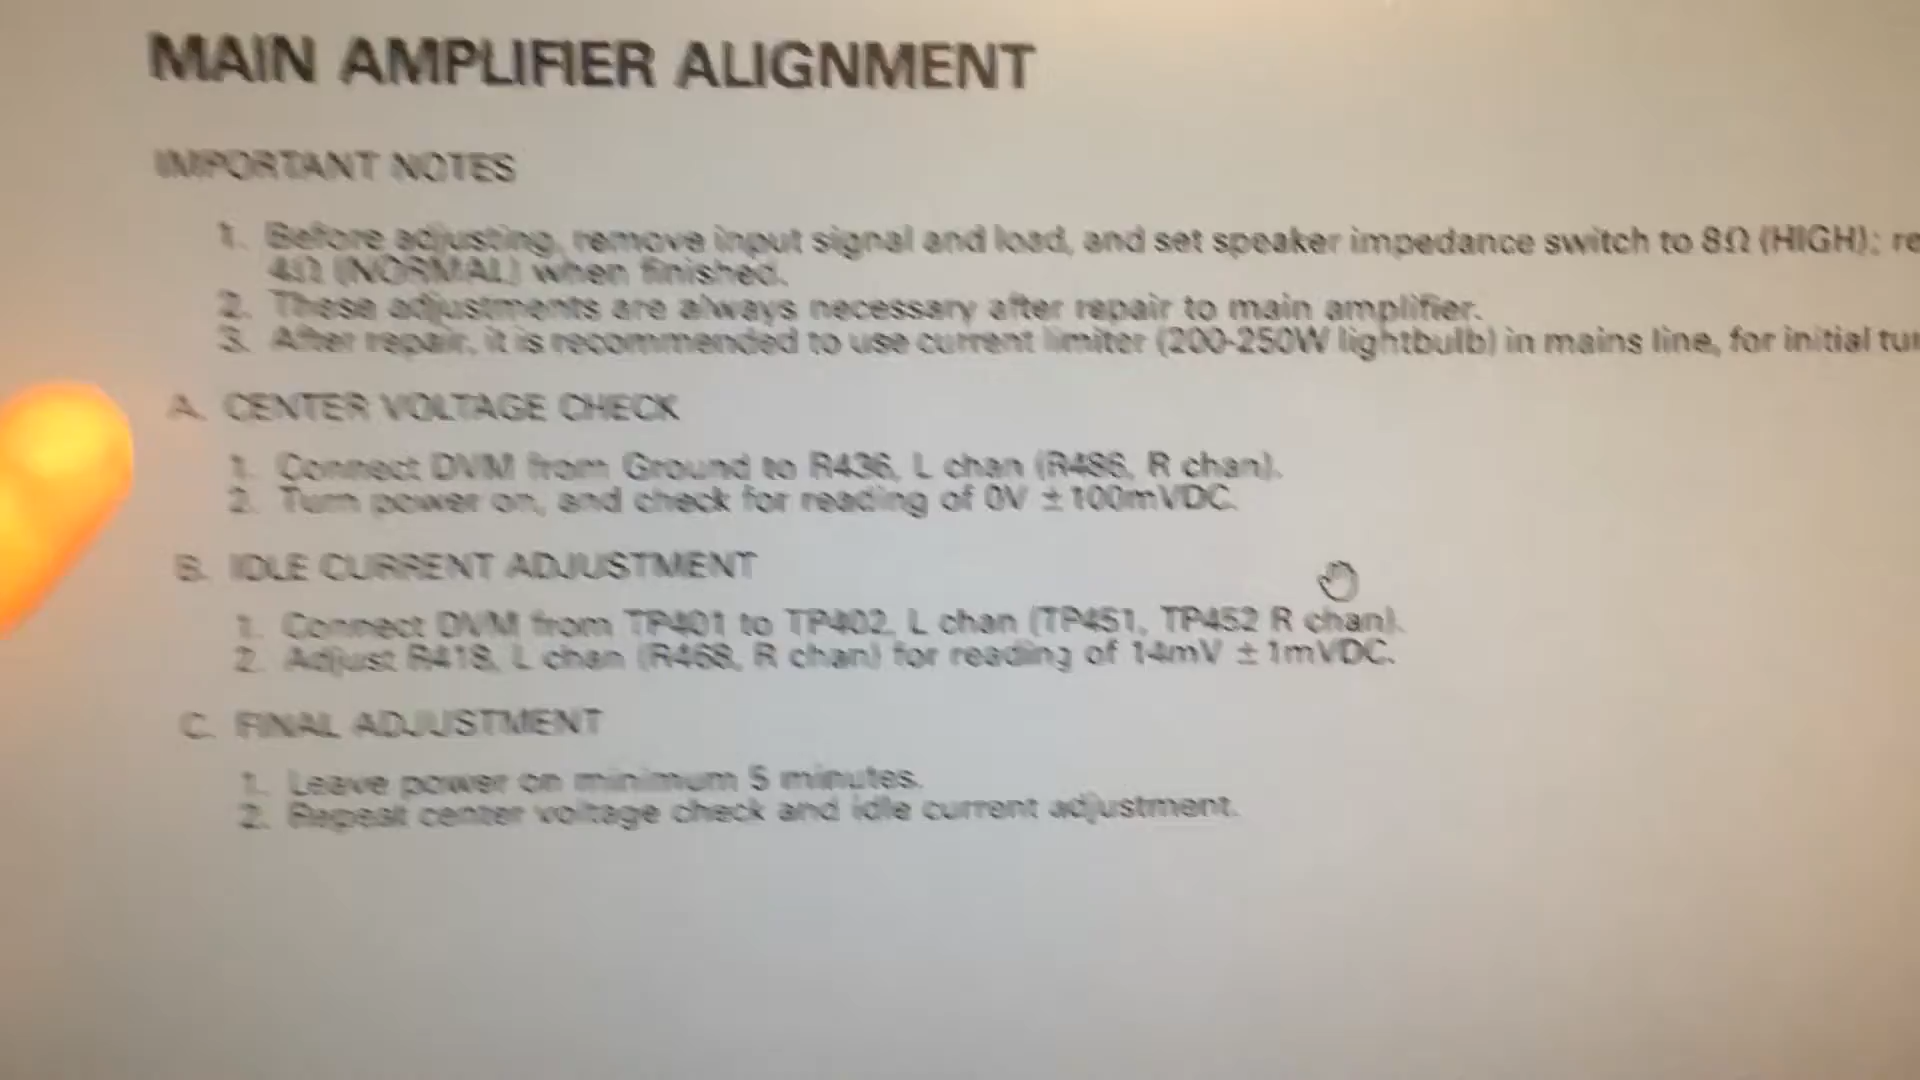 MAIN AMPLIFIER ALIGNMENT
IMPORTANT NOTES
1. Before adjusting, remove input signal and load, and set speaker impedance switch to 8Ω (HIGH); re
4Ω (NORMAL) when finished.
2. These adjustments are always necessary after repair to main amplifier.
3. After repair, it is recommended to use current limiter (200-250W lightbulb) in mains line, for initial tur
A. CENTER VOLTAGE CHECK
1. Connect DVM from Ground to R436, L chan (R486, R chan).
2. Turn power on, and check for reading of 0V ±100mVDC.
B. IDLE CURRENT ADJUSTMENT
1. Connect DVM from TP401 to TP402, L chan (TP451, TP452 R chan).
2. Adjust R418, L chan (R468, R chan) for reading of 14mV ±1mVDC.
C. FINAL ADJUSTMENT
1. Leave power on minimum 5 minutes.
2. Repeat center voltage check and idle current adjustment.